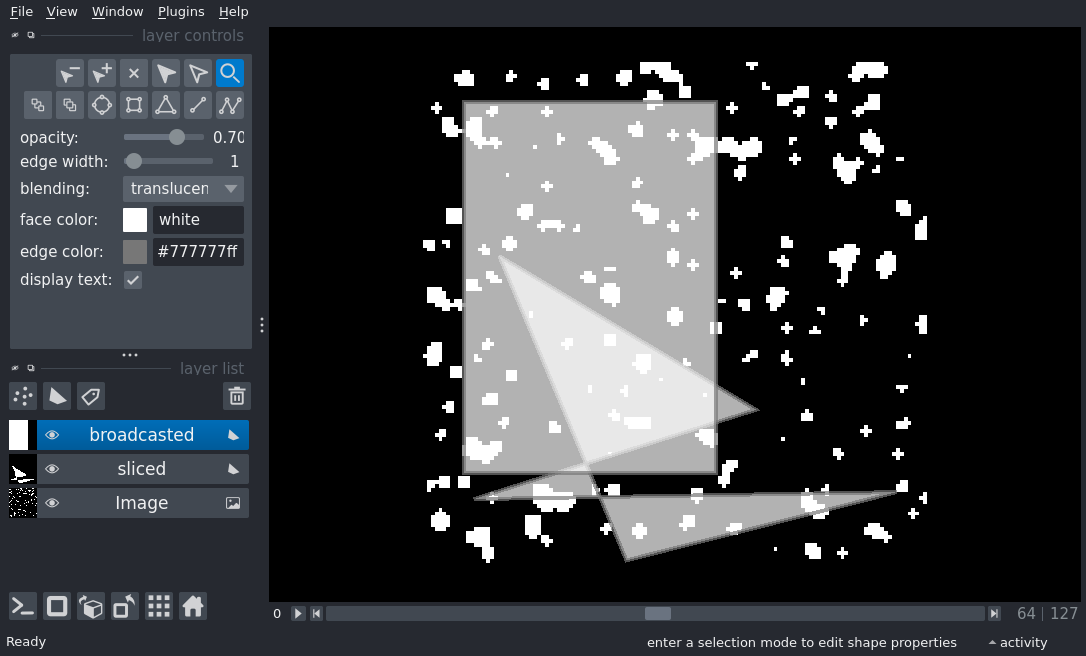 File View Window Plugins Help
layer controls
opacity: 0.70
edge width: 1
blending: translucen
face color: white
edge color: #777777ff
display text:
layer list
broadcasted
sliced
Image
0 64 | 127
Ready enter a selection mode to edit shape properties activity